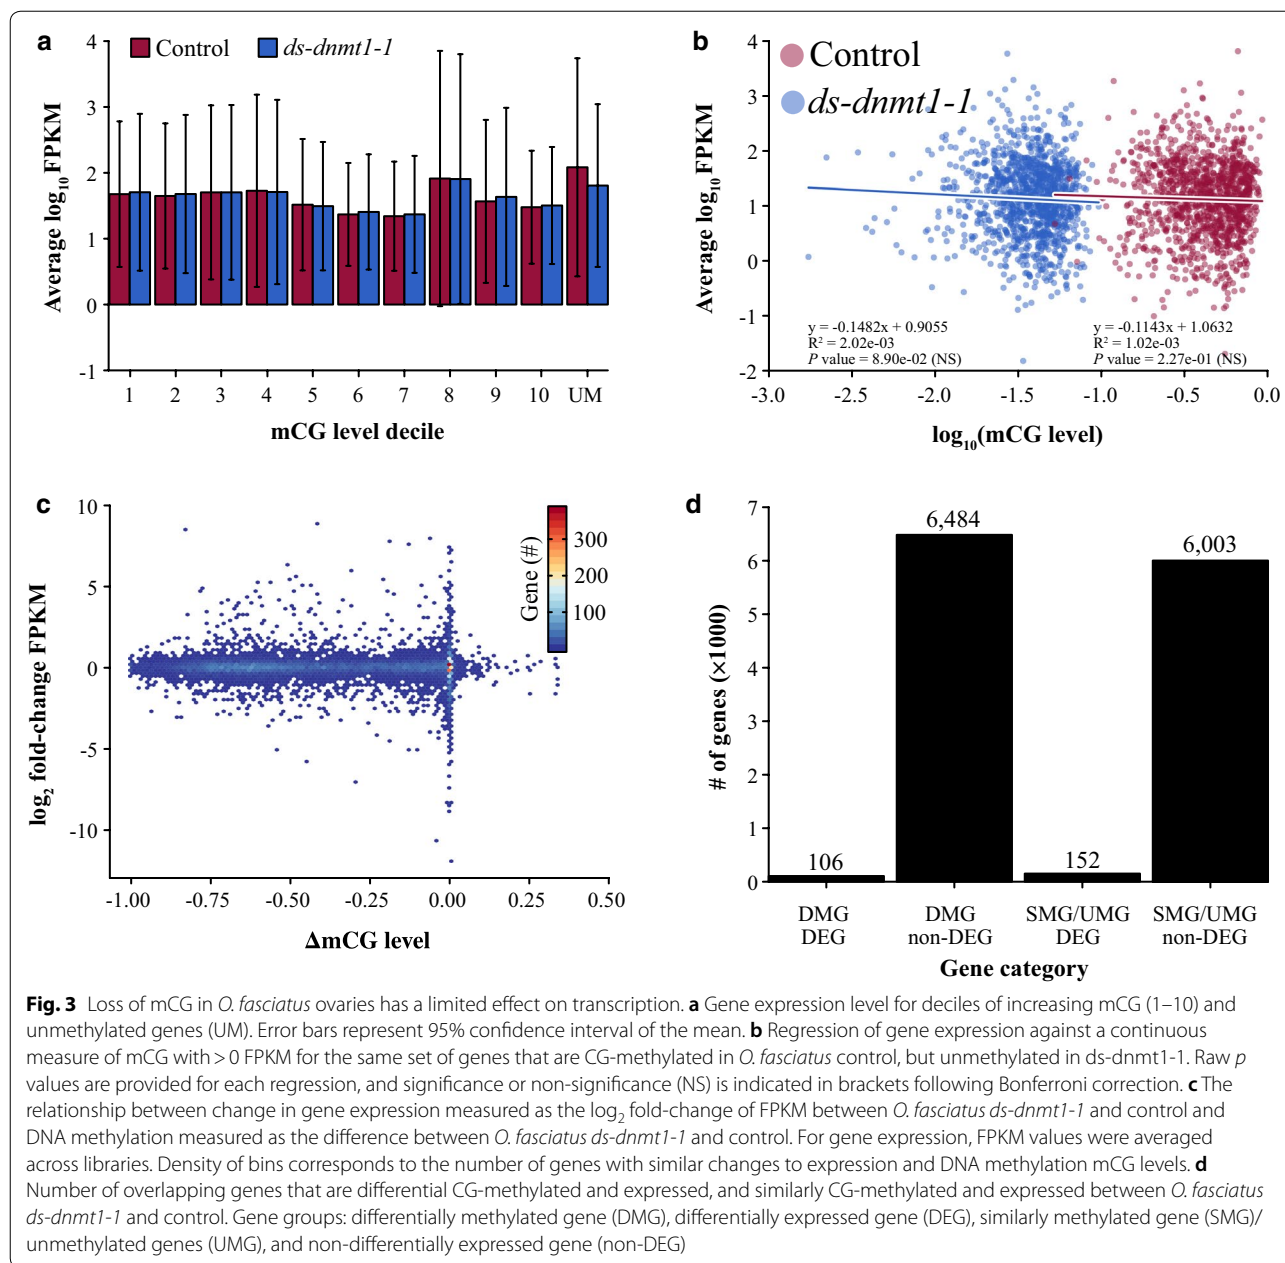 a
Control
ds-dnmt1-1
Average log10 FPKM
4
3
2
1
0
-1
1 2 3 4 5 6 7 8 9 10 UM
mCG level decile
b
Control
ds-dnmt1-1
Average log10 FPKM
4
3
2
1
0
-1
-2
y = -0.1482x + 0.9055
R² = 2.02e-03
P value = 8.90e-02 (NS)
y = -0.1143x + 1.0632
R² = 1.02e-03
P value = 2.27e-01 (NS)
-3.0 -2.5 -2.0 -1.5 -1.0 -0.5 0.0
log10(mCG level)
c
log2 fold-change FPKM
10
5
0
-5
-10
Gene (#)
300
200
100
-1.00 -0.75 -0.50 -0.25 0.00 0.25 0.50
ΔmCG level
d
# of genes (×1000)
7
6
5
4
3
2
1
0
106
6,484
152
6,003
DMG DMG SMG/UMG SMG/UMG
DEG non-DEG DEG non-DEG
Gene category
Fig. 3 Loss of mCG in O. fasciatus ovaries has a limited effect on transcription. a Gene expression level for deciles of increasing mCG (1–10) and
unmethylated genes (UM). Error bars represent 95% confidence interval of the mean. b Regression of gene expression against a continuous
measure of mCG with > 0 FPKM for the same set of genes that are CG-methylated in O. fasciatus control, but unmethylated in ds-dnmt1-1. Raw p
values are provided for each regression, and significance or non-significance (NS) is indicated in brackets following Bonferroni correction. c The
relationship between change in gene expression measured as the log2 fold-change of FPKM between O. fasciatus ds-dnmt1-1 and control and
DNA methylation measured as the difference between O. fasciatus ds-dnmt1-1 and control. For gene expression, FPKM values were averaged
across libraries. Density of bins corresponds to the number of genes with similar changes to expression and DNA methylation mCG levels. d
Number of overlapping genes that are differential CG-methylated and expressed, and similarly CG-methylated and expressed between O. fasciatus
ds-dnmt1-1 and control. Gene groups: differentially methylated gene (DMG), differentially expressed gene (DEG), similarly methylated gene (SMG)/
unmethylated genes (UMG), and non-differentially expressed gene (non-DEG)